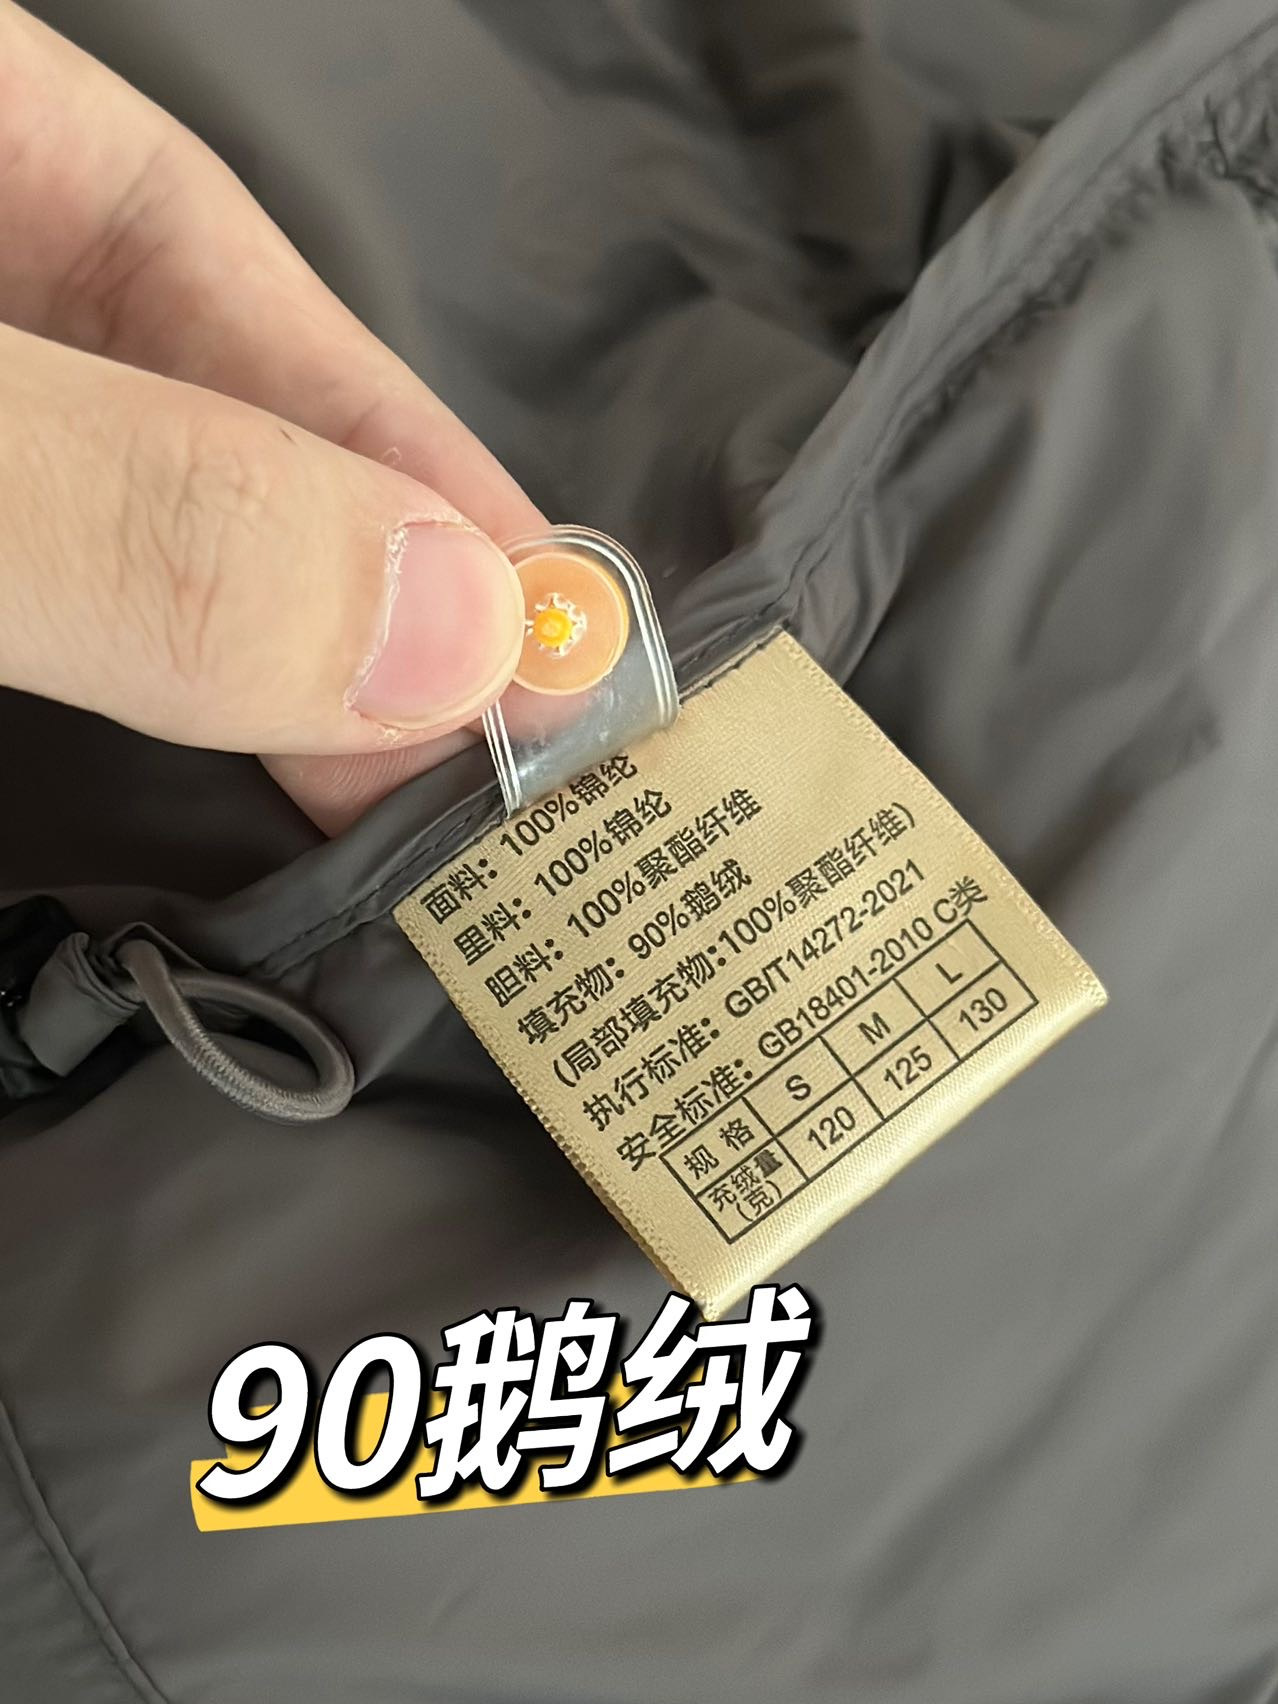 面料：100%锦纶
里料：100%锦纶
胆料：100%聚酯纤维
填充物：90%鹅绒
(局部填充物:100%聚酯纤维)
执行标准：GB/T14272-2021
安全标准：GB18401-2010 C类
规 格 S M L
充绒量(克) 120 125 130
90鹅绒